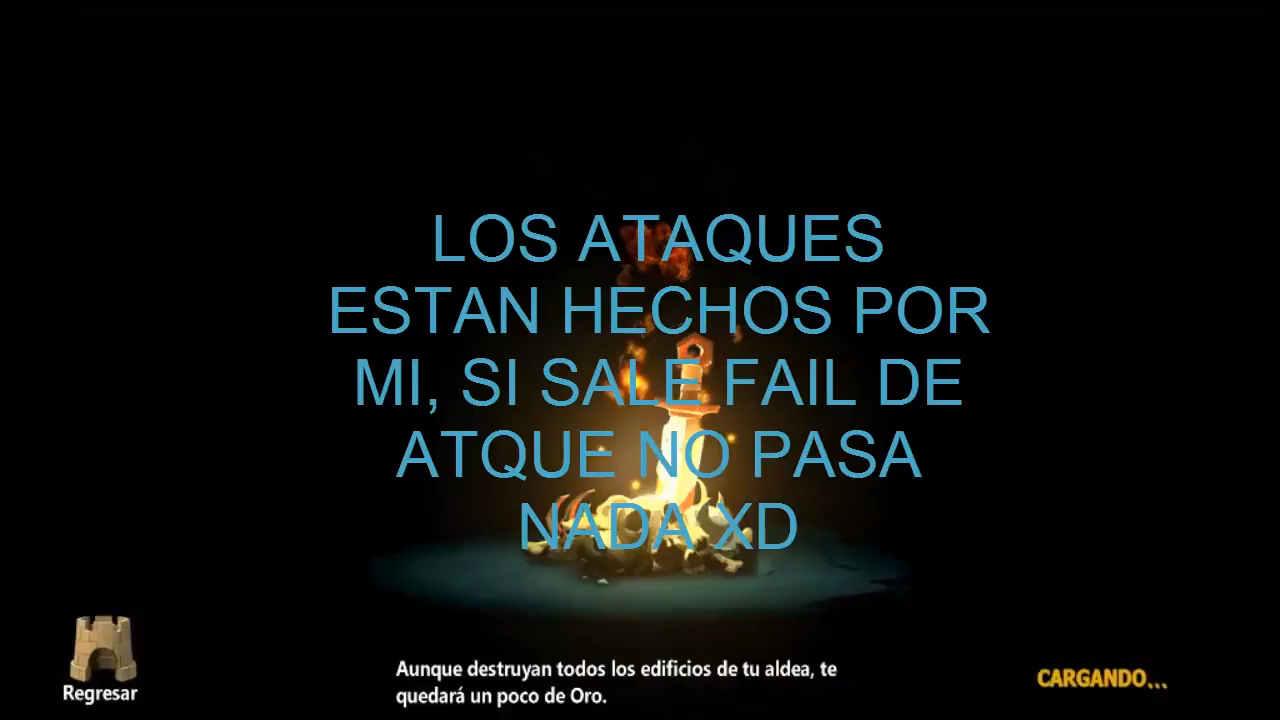 LOS ATAQUES
ESTAN HECHOS POR
MI, SI SALE FAIL DE
ATQUE NO PASA
NADA XD
Aunque destruyan todos los edificios de tu aldea, te
quedará un poco de Oro.
Regresar
CARGANDO...